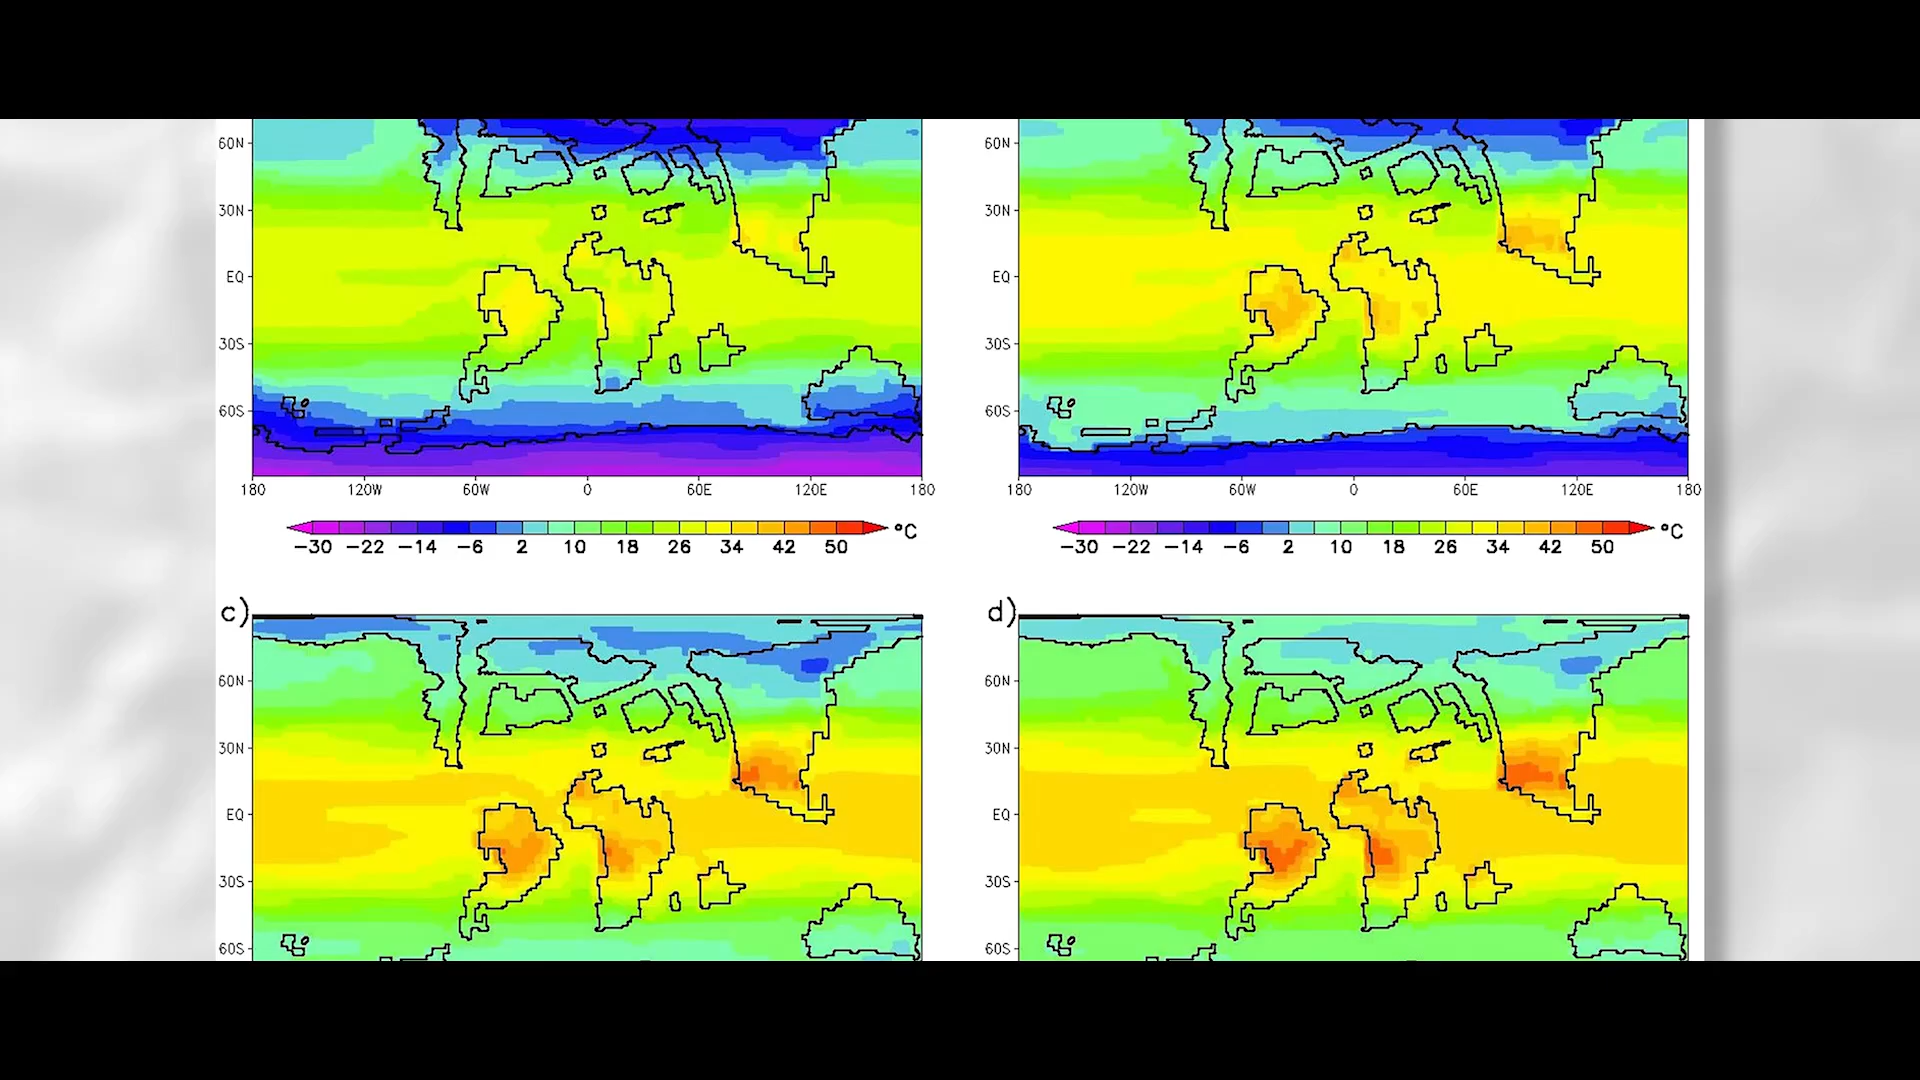 60N 60N
30N 30N
EQ EQ
30S 30S
60S 60S
180 120W 60W 0 60E 120E 180 180 120W 60W 0 60E 120E 180
−30 −22 −14 −6 2 10 18 26 34 42 50 °C −30 −22 −14 −6 2 10 18 26 34 42 50 °C
c) d)
60N 60N
30N 30N
EQ EQ
30S 30S
60S 60S